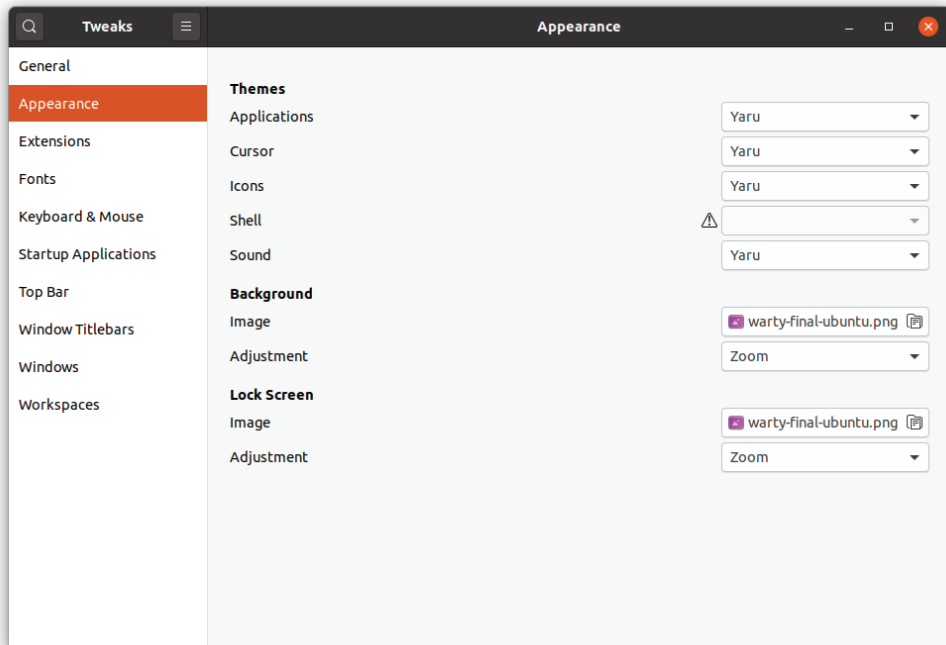 Tweaks
Appearance
General
Appearance
Extensions
Fonts
Keyboard & Mouse
Startup Applications
Top Bar
Window Titlebars
Windows
Workspaces
Themes
Applications Yaru
Cursor Yaru
Icons Yaru
Shell
Sound Yaru
Background
Image warty-final-ubuntu.png
Adjustment Zoom
Lock Screen
Image warty-final-ubuntu.png
Adjustment Zoom